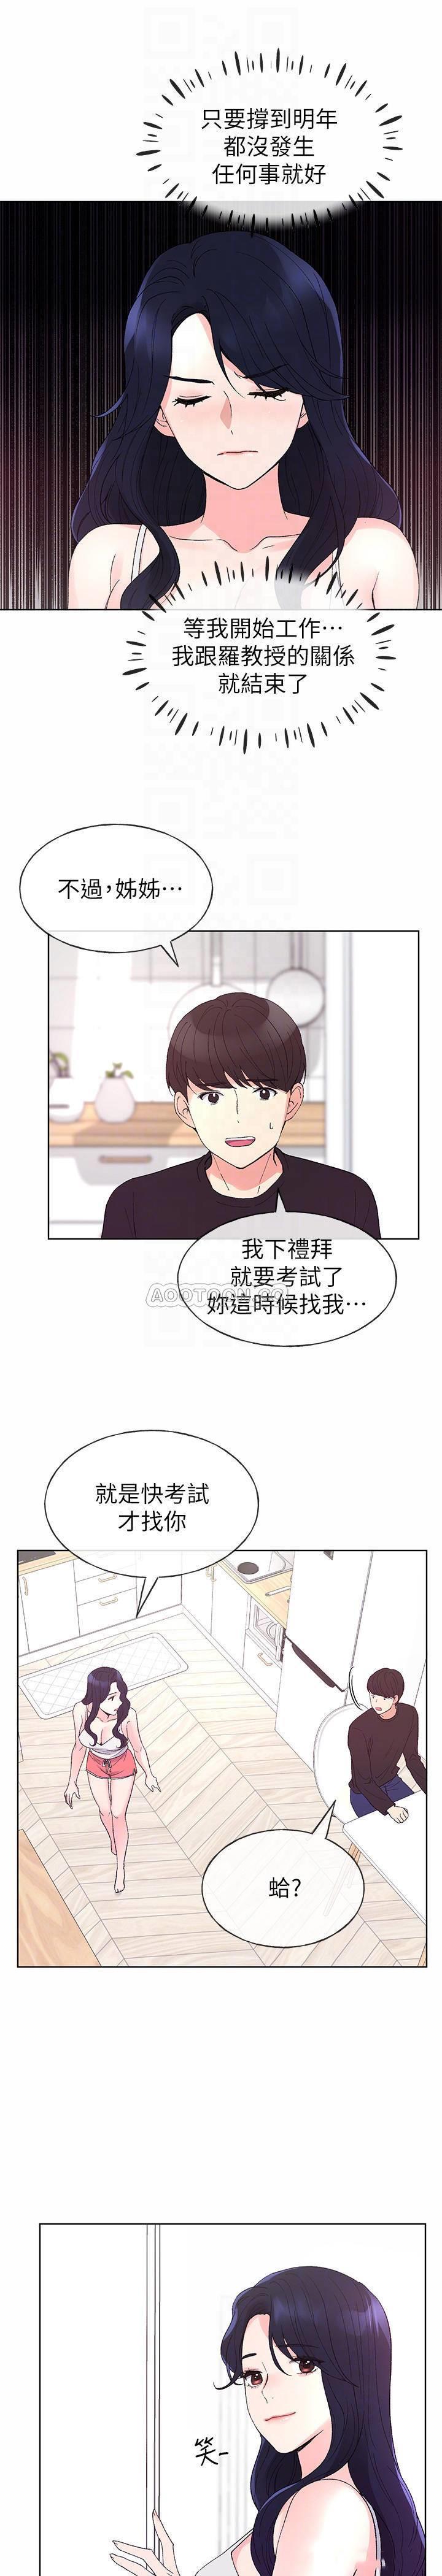 只要撐到明年
都沒發生
任何事就好
等我開始工作…
我跟羅教授的關係
就結束了
不過，姊姊…
我下禮拜
就要考試了
妳這時候找我…
就是快考試
才找你
蛤?
笑-